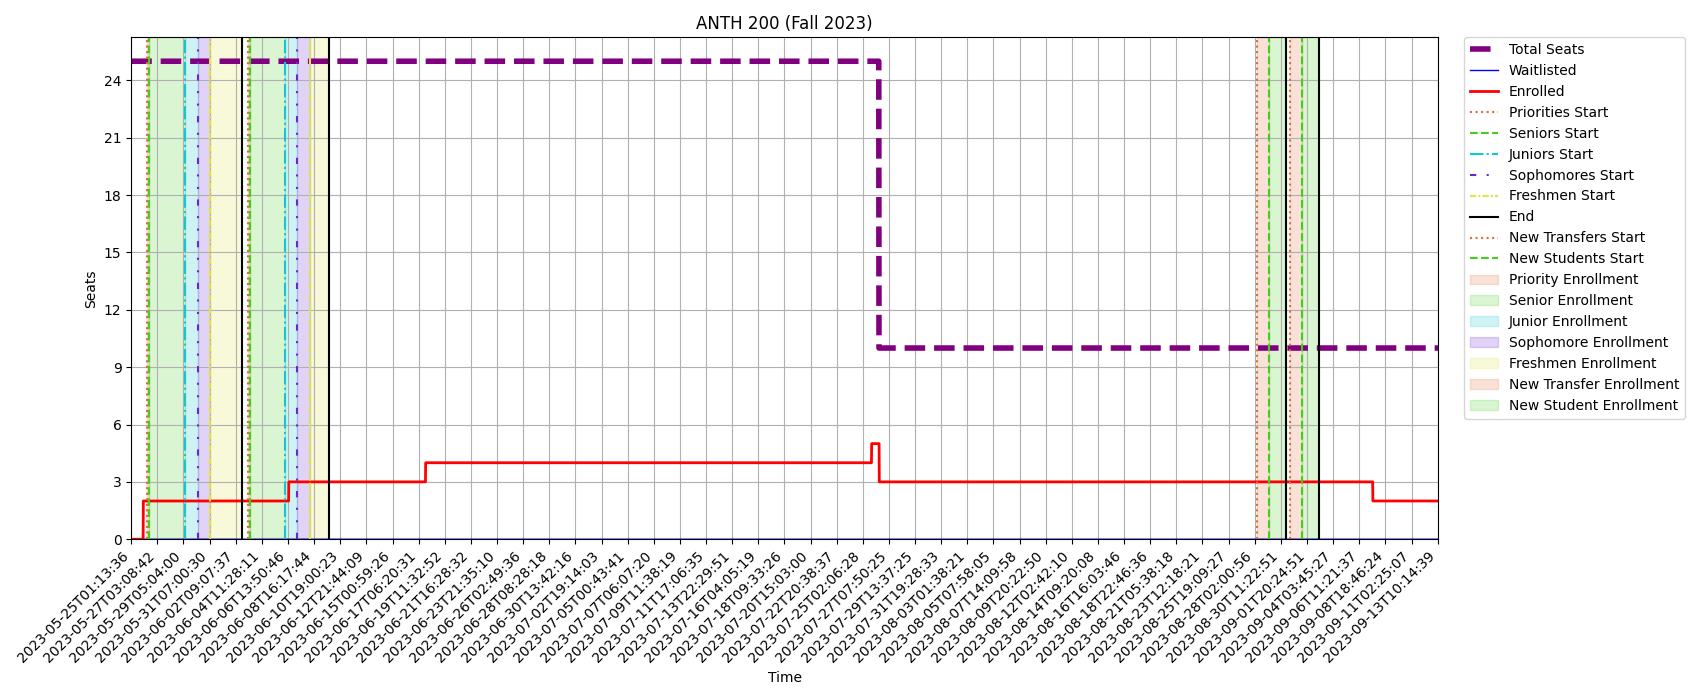 ANTH 200 (Fall 2023)
Seats
24
21
18
15
12
9
6
3
0
2023-05-25T01:13:36
2023-05-27T03:08:42
2023-05-29T05:04:00
2023-05-31T07:00:30
2023-06-02T09:07:37
2023-06-04T11:28:11
2023-06-06T13:50:46
2023-06-08T16:17:44
2023-06-10T19:00:23
2023-06-12T21:44:09
2023-06-15T00:59:26
2023-06-17T06:20:31
2023-06-19T11:32:52
2023-06-21T16:28:32
2023-06-23T21:35:10
2023-06-26T02:49:36
2023-06-28T08:28:18
2023-06-30T13:42:16
2023-07-02T19:14:03
2023-07-05T00:43:41
2023-07-07T06:07:20
2023-07-09T11:38:19
2023-07-11T17:06:35
2023-07-13T22:29:51
2023-07-16T04:05:19
2023-07-18T09:33:26
2023-07-20T15:03:00
2023-07-22T20:38:37
2023-07-25T02:06:28
2023-07-27T07:50:25
2023-07-29T13:37:25
2023-07-31T19:28:33
2023-08-03T01:38:21
2023-08-05T07:58:05
2023-08-07T14:09:58
2023-08-09T20:22:50
2023-08-12T02:42:10
2023-08-14T09:20:08
2023-08-16T16:03:46
2023-08-18T22:46:36
2023-08-21T05:38:18
2023-08-23T12:18:21
2023-08-25T19:09:27
2023-08-28T02:00:56
2023-08-30T11:22:51
2023-09-01T20:24:51
2023-09-04T03:45:27
2023-09-06T11:21:37
2023-09-08T18:46:24
2023-09-11T02:25:07
2023-09-13T10:14:39
Time
Total Seats
Waitlisted
Enrolled
Priorities Start
Seniors Start
Juniors Start
Sophomores Start
Freshmen Start
End
New Transfers Start
New Students Start
Priority Enrollment
Senior Enrollment
Junior Enrollment
Sophomore Enrollment
Freshmen Enrollment
New Transfer Enrollment
New Student Enrollment